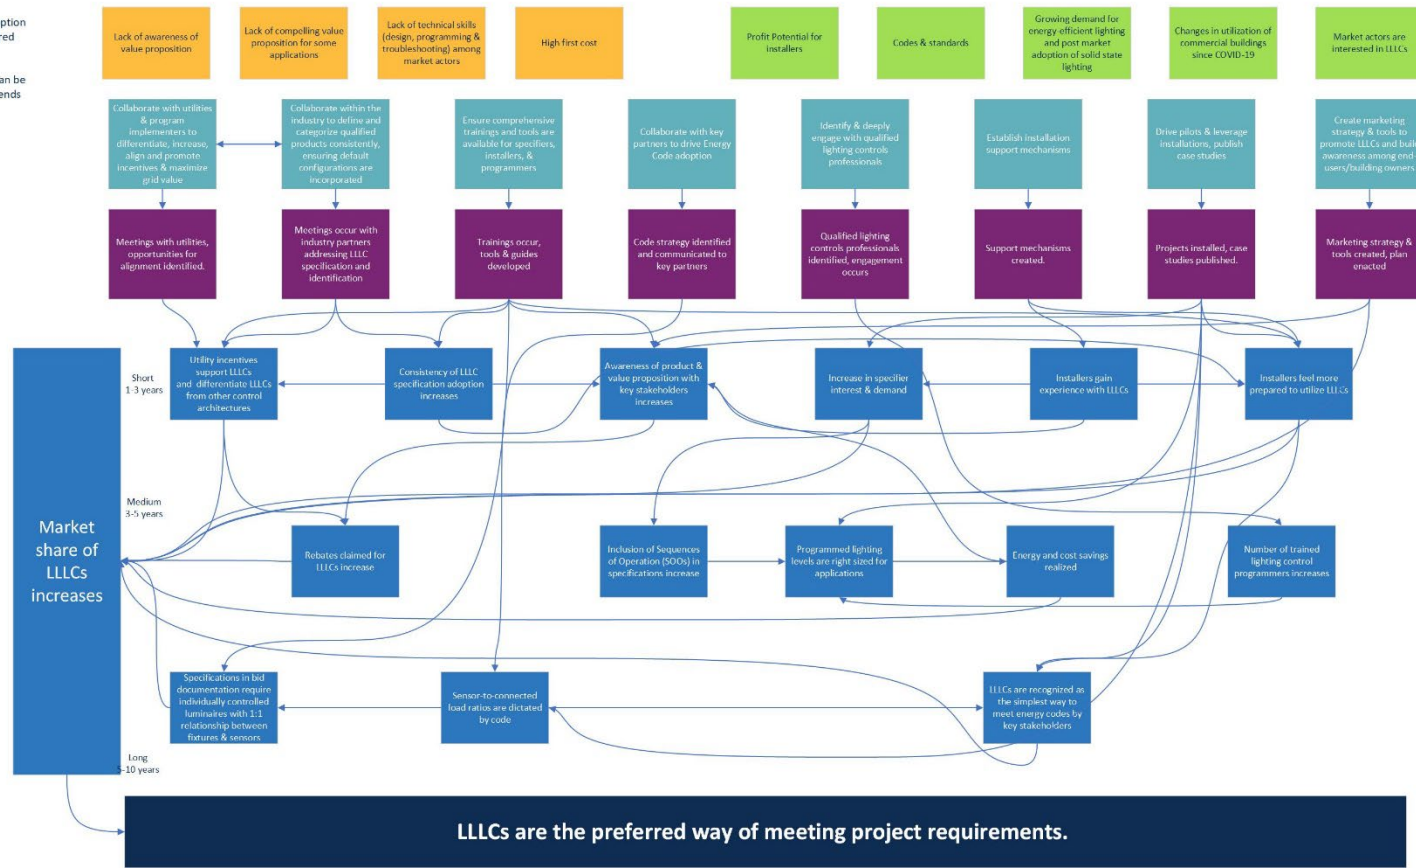 ption
red
an be
ends
Lack of awareness of
value proposition
Lack of compelling value
proposition for some
applications
Lack of technical skills
(design, programming &
troubleshooting) among
market actors
High first cost
Profit Potential for
installers
Codes & standards
Growing demand for
energy-efficient lighting
and post market
adoption of solid state
lighting
Changes in utilization of
commercial buildings
since COVID-19
Market actors are
interested in LLLCs
Collaborate with utilities
& program
implementers to
differentiate, increase,
align and promote
incentives & maximize
grid value
Collaborate within the
industry to define and
categorize qualified
products consistently,
ensuring default
configurations are
incorporated
Ensure comprehensive
trainings and tools are
available for specifiers,
installers, &
programmers
Collaborate with key
partners to drive Energy
Code adoption
Identify & deeply
engage with qualified
lighting controls
professionals
Establish installation
support mechanisms
Drive pilots & leverage
installations, publish
case studies
Create marketing
strategy & tools to
promote LLLCs and build
awareness among end-
users/building owners
Meetings with utilities,
opportunities for
alignment identified.
Meetings occur with
industry partners
addressing LLLC
specification and
identification
Trainings occur,
tools & guides
developed
Code strategy identified
and communicated to
key partners
Qualified lighting
controls professionals
identified, engagement
occurs
Support mechanisms
created.
Projects installed, case
studies published.
Marketing strategy &
tools created, plan
enacted
Short
1-3 years
Utility incentives
support LLLCs
and differentiate LLLCs
from other control
architectures
Consistency of LLLC
specification adoption
increases
Awareness of product &
value proposition with
key stakeholders
increases
Increase in specifier
interest & demand
Installers gain
experience with LLLCs
Installers feel more
prepared to utilize LLLCs
Medium
3-5 years
Market
share of
LLLCs
increases
Rebates claimed for
LLLCs increase
Inclusion of Sequences
of Operation (SOOs) in
specifications increase
Programmed lighting
levels are right sized for
applications
Energy and cost savings
realized
Number of trained
lighting control
programmers increases
Specifications in bid
documentation require
individually controlled
luminaires with 1:1
relationship between
fixtures & sensors
Sensor-to-connected
load ratios are dictated
by code
LLLCs are recognized as
the simplest way to
meet energy codes by
key stakeholders
Long
5-10 years
LLLCs are the preferred way of meeting project requirements.